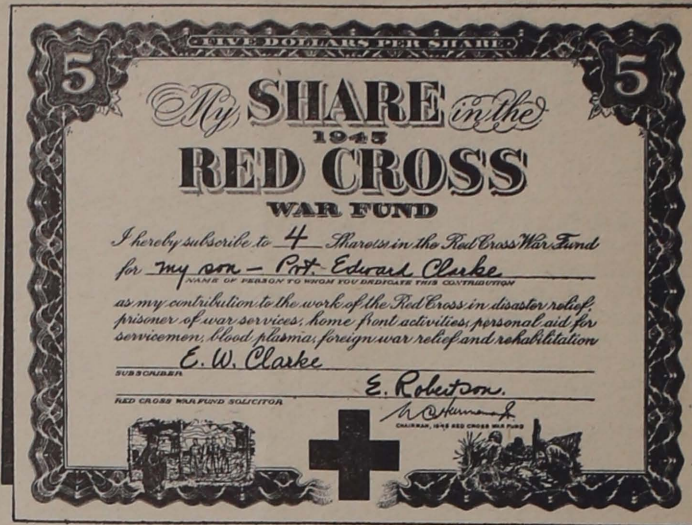 FIVE DOLLARS PER SHARE
5 5
My SHARE in the
1945
RED CROSS
WAR FUND
I hereby subscribe to 4 Share(s) in the Red Cross War Fund
for my son - Pvt. Edward Clarke
NAME OF PERSON TO WHOM YOU DEDICATE THIS CONTRIBUTION
as my contribution to the work of the Red Cross in disaster relief,
prisoner of war services, home front activities, personal aid for
servicemen, blood plasma, foreign war relief and rehabilitation
E. W. Clarke
SUBSCRIBER
E. Robertson.
RED CROSS WAR FUND SOLICITOR
CHAIRMAN, 1945 RED CROSS WAR FUND